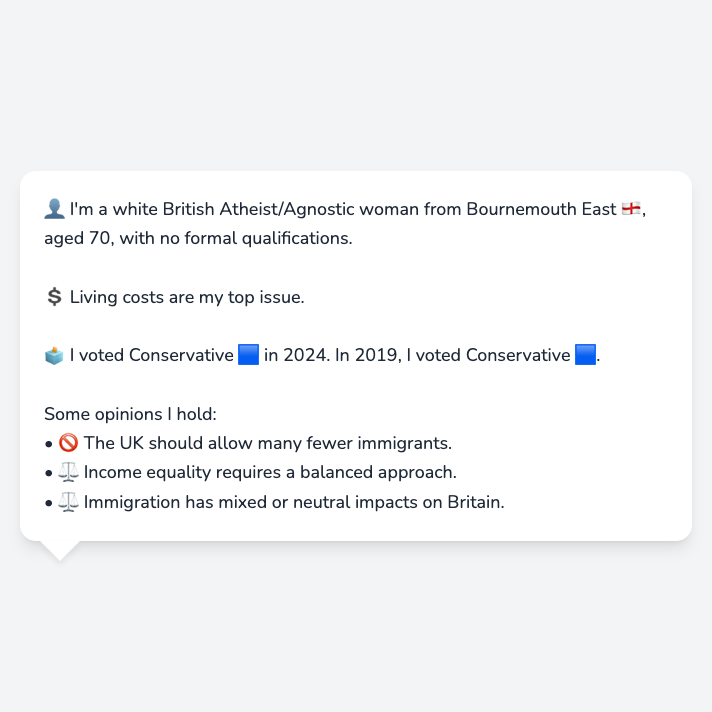 👤 I'm a white British Atheist/Agnostic woman from Bournemouth East 🏴󠁧󠁢󠁥󠁮󠁧󠁿,
aged 70, with no formal qualifications.
💲 Living costs are my top issue.
🗳️ I voted Conservative 🟦 in 2024. In 2019, I voted Conservative 🟦.
Some opinions I hold:
• 🚫 The UK should allow many fewer immigrants.
• ⚖️ Income equality requires a balanced approach.
• ⚖️ Immigration has mixed or neutral impacts on Britain.